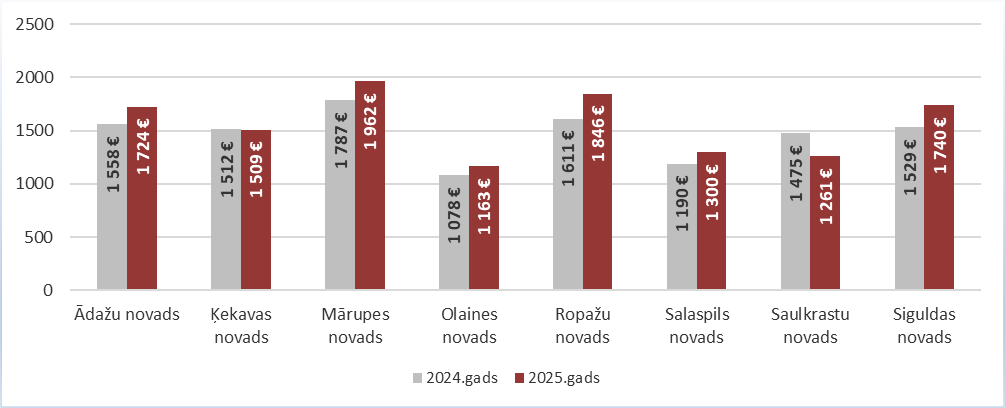 2500
2000
1500
1000
500
0
1 558 €
1 724 €
1 512 €
1 509 €
1 787 €
1 962 €
1 078 €
1 163 €
1 611 €
1 846 €
1 190 €
1 300 €
1 475 €
1 261 €
1 529 €
1 740 €
Ādažu novads
Ķekavas
novads
Mārupes
novads
Olaines
novads
Ropažu
novads
Salaspils
novads
Saulkrastu
novads
Siguldas
novads
2024.gads
2025.gads